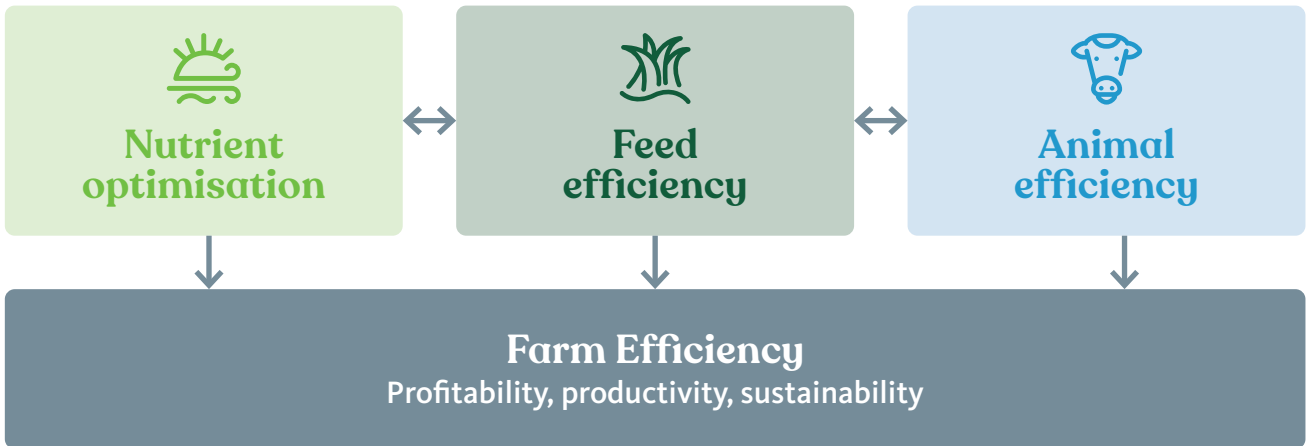 Nutrient
optimisation
Feed
efficiency
Animal
efficiency
Farm Efficiency
Profitability, productivity, sustainability